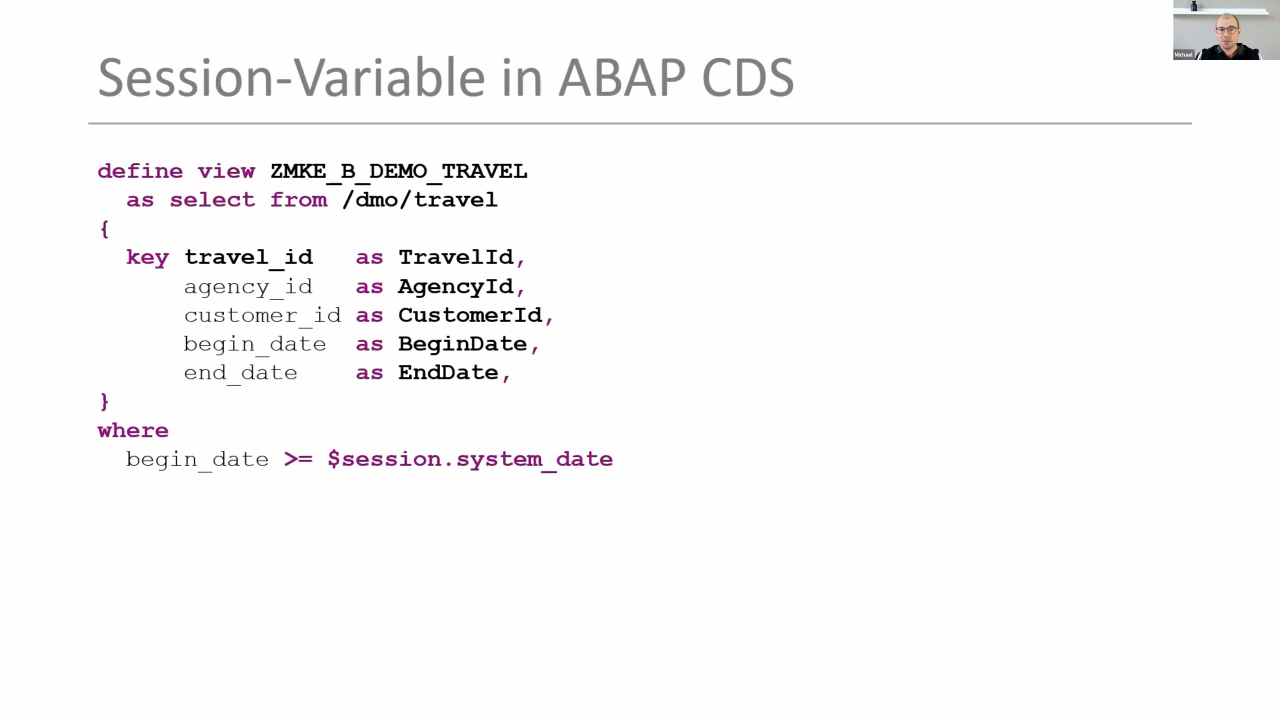 Michael
Session-Variable in ABAP CDS
define view ZMKE_B_DEMO_TRAVEL
as select from /dmo/travel
{
key travel_id as TravelId,
agency_id as AgencyId,
customer_id as CustomerId,
begin_date as BeginDate,
end_date as EndDate,
}
where
begin_date >= $session.system_date